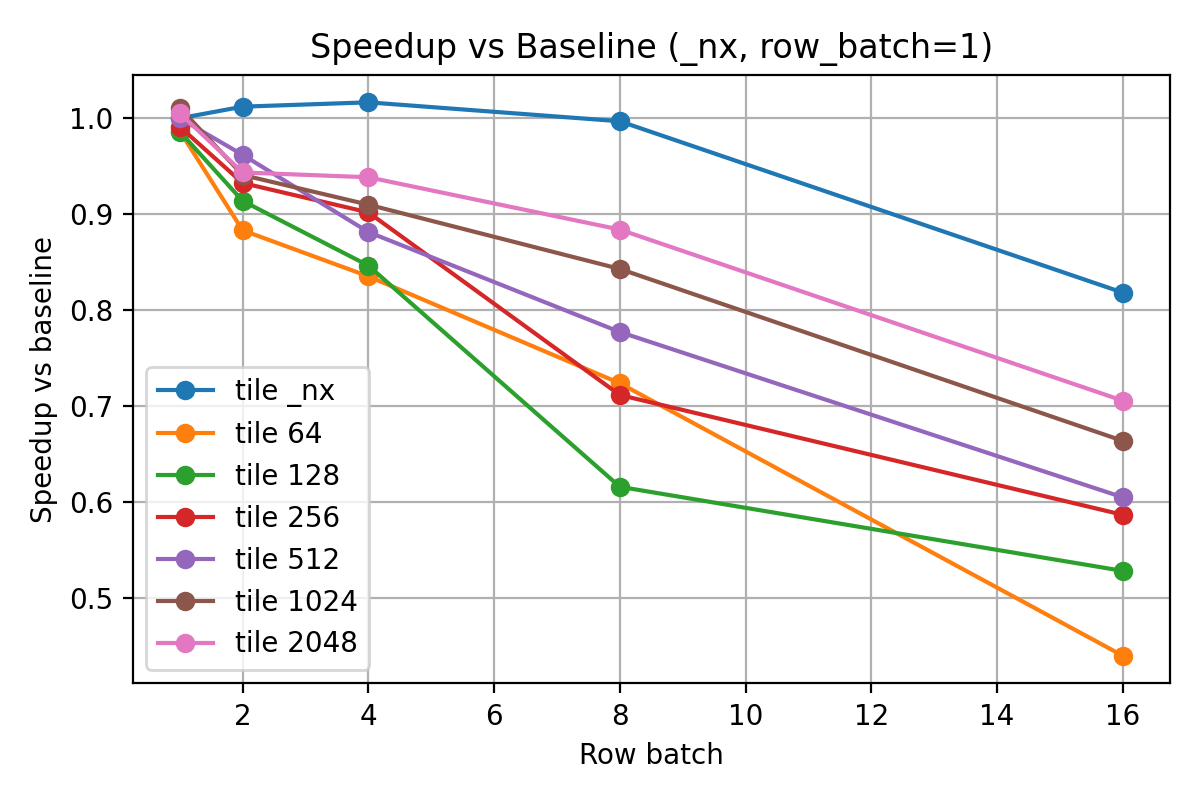 Speedup vs Baseline (_nx, row_batch=1)
Speedup vs baseline
1.0
0.9
0.8
0.7
0.6
0.5
tile _nx
tile 64
tile 128
tile 256
tile 512
tile 1024
tile 2048
2 4 6 8 10 12 14 16
Row batch